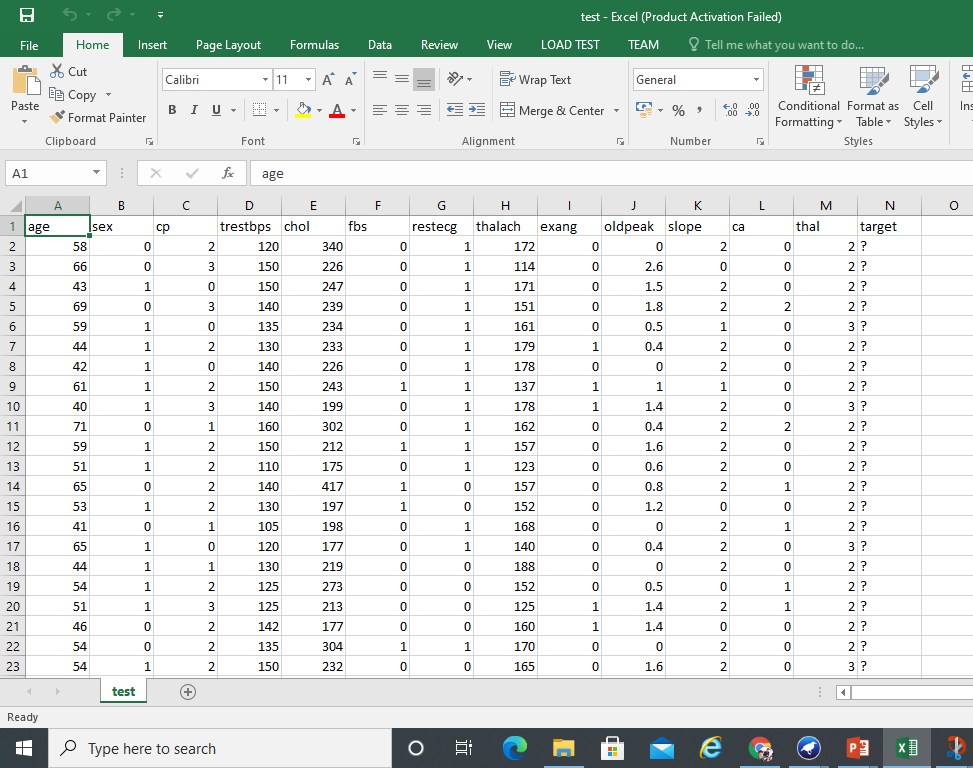 test - Excel (Product Activation Failed)
File Home Insert Page Layout Formulas Data Review View LOAD TEST TEAM Tell me what you want to do...
Cut
Calibri 11 Wrap Text General
Copy
Paste Conditional Format as Cell Ins
Format Painter B I U A Merge & Center % , Formatting Table Styles
Clipboard Font Alignment Number Styles
A1 fx age
A B C D E F G H I J K L M N O
1 age sex cp trestbps chol fbs restecg thalach exang oldpeak slope ca thal target
2 58 0 2 120 340 0 1 172 0 0 2 0 2 ?
3 66 0 3 150 226 0 1 114 0 2.6 0 0 2 ?
4 43 1 0 150 247 0 1 171 0 1.5 2 0 2 ?
5 69 0 3 140 239 0 1 151 0 1.8 2 2 2 ?
6 59 1 0 135 234 0 1 161 0 0.5 1 0 3 ?
7 44 1 2 130 233 0 1 179 1 0.4 2 0 2 ?
8 42 1 0 140 226 0 1 178 0 0 2 0 2 ?
9 61 1 2 150 243 1 1 137 1 1 1 0 2 ?
10 40 1 3 140 199 0 1 178 1 1.4 2 0 3 ?
11 71 0 1 160 302 0 1 162 0 0.4 2 2 2 ?
12 59 1 2 150 212 1 1 157 0 1.6 2 0 2 ?
13 51 1 2 110 175 0 1 123 0 0.6 2 0 2 ?
14 65 0 2 140 417 1 0 157 0 0.8 2 1 2 ?
15 53 1 2 130 197 1 0 152 0 1.2 0 0 2 ?
16 41 0 1 105 198 0 1 168 0 0 2 1 2 ?
17 65 1 0 120 177 0 1 140 0 0.4 2 0 3 ?
18 44 1 1 130 219 0 0 188 0 0 2 0 2 ?
19 54 1 2 125 273 0 0 152 0 0.5 0 1 2 ?
20 51 1 3 125 213 0 0 125 1 1.4 2 1 2 ?
21 46 0 2 142 177 0 0 160 1 1.4 0 0 2 ?
22 54 0 2 135 304 1 1 170 0 0 2 0 2 ?
23 54 1 2 150 232 0 0 165 0 1.6 2 0 3 ?
test
Ready
Type here to search